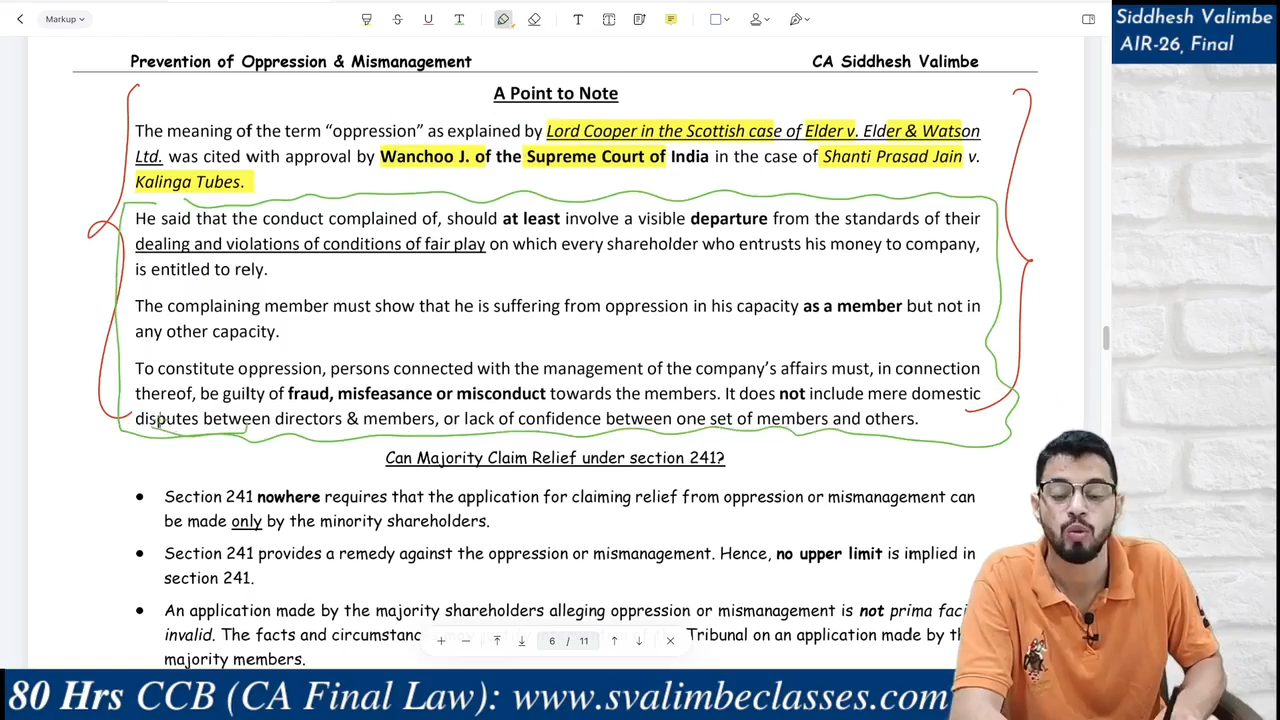 Markup
Siddhesh Valimbe
AIR-26, Final
Prevention of Oppression & Mismanagement CA Siddhesh Valimbe
A Point to Note
The meaning of the term “oppression” as explained by Lord Cooper in the Scottish case of Elder v. Elder & Watson
Ltd. was cited with approval by Wanchoo J. of the Supreme Court of India in the case of Shanti Prasad Jain v.
Kalinga Tubes.
He said that the conduct complained of, should at least involve a visible departure from the standards of their
dealing and violations of conditions of fair play on which every shareholder who entrusts his money to company,
is entitled to rely.
The complaining member must show that he is suffering from oppression in his capacity as a member but not in
any other capacity.
To constitute oppression, persons connected with the management of the company’s affairs must, in connection
thereof, be guilty of fraud, misfeasance or misconduct towards the members. It does not include mere domestic
disputes between directors & members, or lack of confidence between one set of members and others.
Can Majority Claim Relief under section 241?
• Section 241 nowhere requires that the application for claiming relief from oppression or mismanagement can
be made only by the minority shareholders.
• Section 241 provides a remedy against the oppression or mismanagement. Hence, no upper limit is implied in
section 241.
• An application made by the majority shareholders alleging oppression or mismanagement is not prima
invalid. The facts and Tribunal on an application made by
majority members.
6 / 11
80 Hrs CCB (CA Final Law): www.svalimbeclasses.com